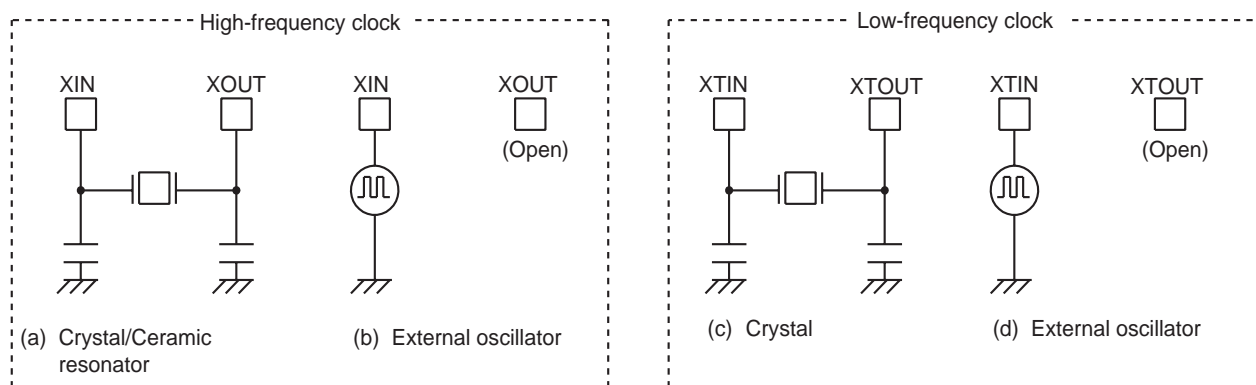 High-frequency clock
Low-frequency clock
XIN
XOUT
XIN
XOUT
(Open)
XTIN
XTOUT
XTIN
XTOUT
(Open)
(a) Crystal/Ceramic
resonator
(b) External oscillator
(c) Crystal
(d) External oscillator